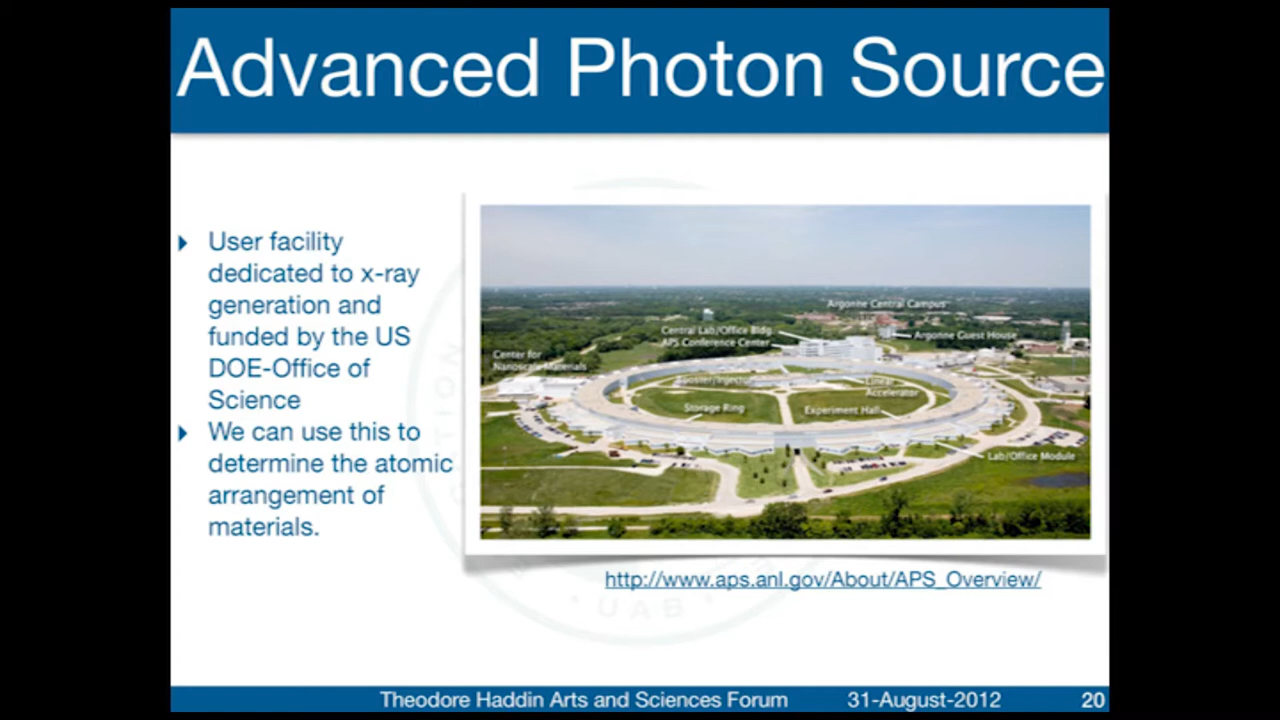 Advanced Photon Source
▸ User facility
dedicated to x-ray
generation and
funded by the US
DOE-Office of
Science
▸ We can use this to
determine the atomic
arrangement of
materials.
Argonne Central Campus
Central Lab/Office Bldg.
APS Conference Center
Argonne Guest House
Center for
Nanoscale Materials
Booster/Injector
Linear
Accelerator
Storage Ring
Experiment Hall
Lab/Office Module
http://www.aps.anl.gov/About/APS_Overview/
UAB
Theodore Haddin Arts and Sciences Forum 31-August-2012 20